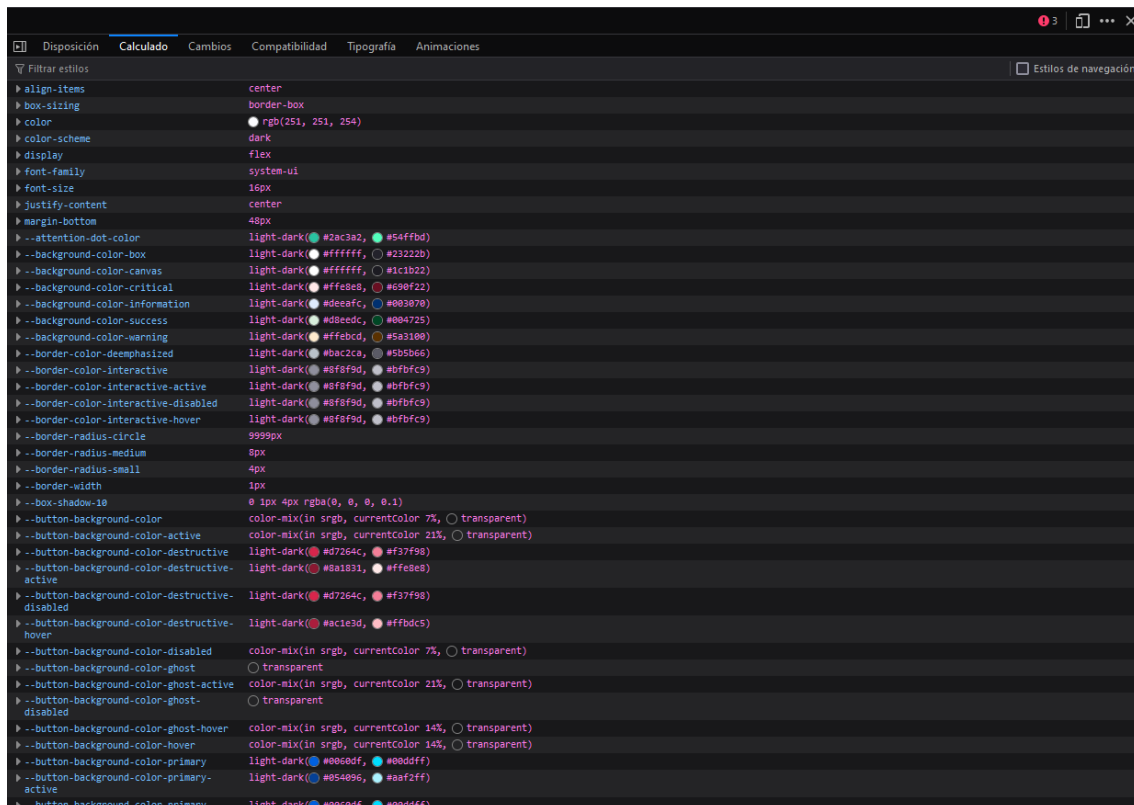 3
Disposición Calculado Cambios Compatibilidad Tipografía Animaciones
Filtrar estilos Estilos de navegación
align-items center
box-sizing border-box
color rgb(251, 251, 254)
color-scheme dark
display flex
font-family system-ui
font-size 16px
justify-content center
margin-bottom 48px
--attention-dot-color light-dark( #2ac3a2, #54ffbd)
--background-color-box light-dark( #ffffff, #23222b)
--background-color-canvas light-dark( #ffffff, #1c1b22)
--background-color-critical light-dark( #ffe8e8, #690f22)
--background-color-information light-dark( #deeafc, #003070)
--background-color-success light-dark( #d8eedc, #004725)
--background-color-warning light-dark( #ffebcd, #5a3100)
--border-color-deemphasized light-dark( #bac2ca, #5b5b66)
--border-color-interactive light-dark( #8f8f9d, #bfbfc9)
--border-color-interactive-active light-dark( #8f8f9d, #bfbfc9)
--border-color-interactive-disabled light-dark( #8f8f9d, #bfbfc9)
--border-color-interactive-hover light-dark( #8f8f9d, #bfbfc9)
--border-radius-circle 9999px
--border-radius-medium 8px
--border-radius-small 4px
--border-width 1px
--box-shadow-10 0 1px 4px rgba(0, 0, 0, 0.1)
--button-background-color color-mix(in srgb, currentColor 7%, transparent)
--button-background-color-active color-mix(in srgb, currentColor 21%, transparent)
--button-background-color-destructive light-dark( #d7264c, #f37f98)
--button-background-color-destructive- light-dark( #8a1831, #ffe8e8)
active
--button-background-color-destructive- light-dark( #d7264c, #f37f98)
disabled
--button-background-color-destructive- light-dark( #ac1e3d, #ffbdc5)
hover
--button-background-color-disabled color-mix(in srgb, currentColor 7%, transparent)
--button-background-color-ghost transparent
--button-background-color-ghost-active color-mix(in srgb, currentColor 21%, transparent)
--button-background-color-ghost- transparent
disabled
--button-background-color-ghost-hover color-mix(in srgb, currentColor 14%, transparent)
--button-background-color-hover color-mix(in srgb, currentColor 14%, transparent)
--button-background-color-primary light-dark( #0060df, #00ddff)
--button-background-color-primary- light-dark( #054096, #aaf2ff)
active
--button-background-color-primary- light-dark( #0060df, #00ddff)